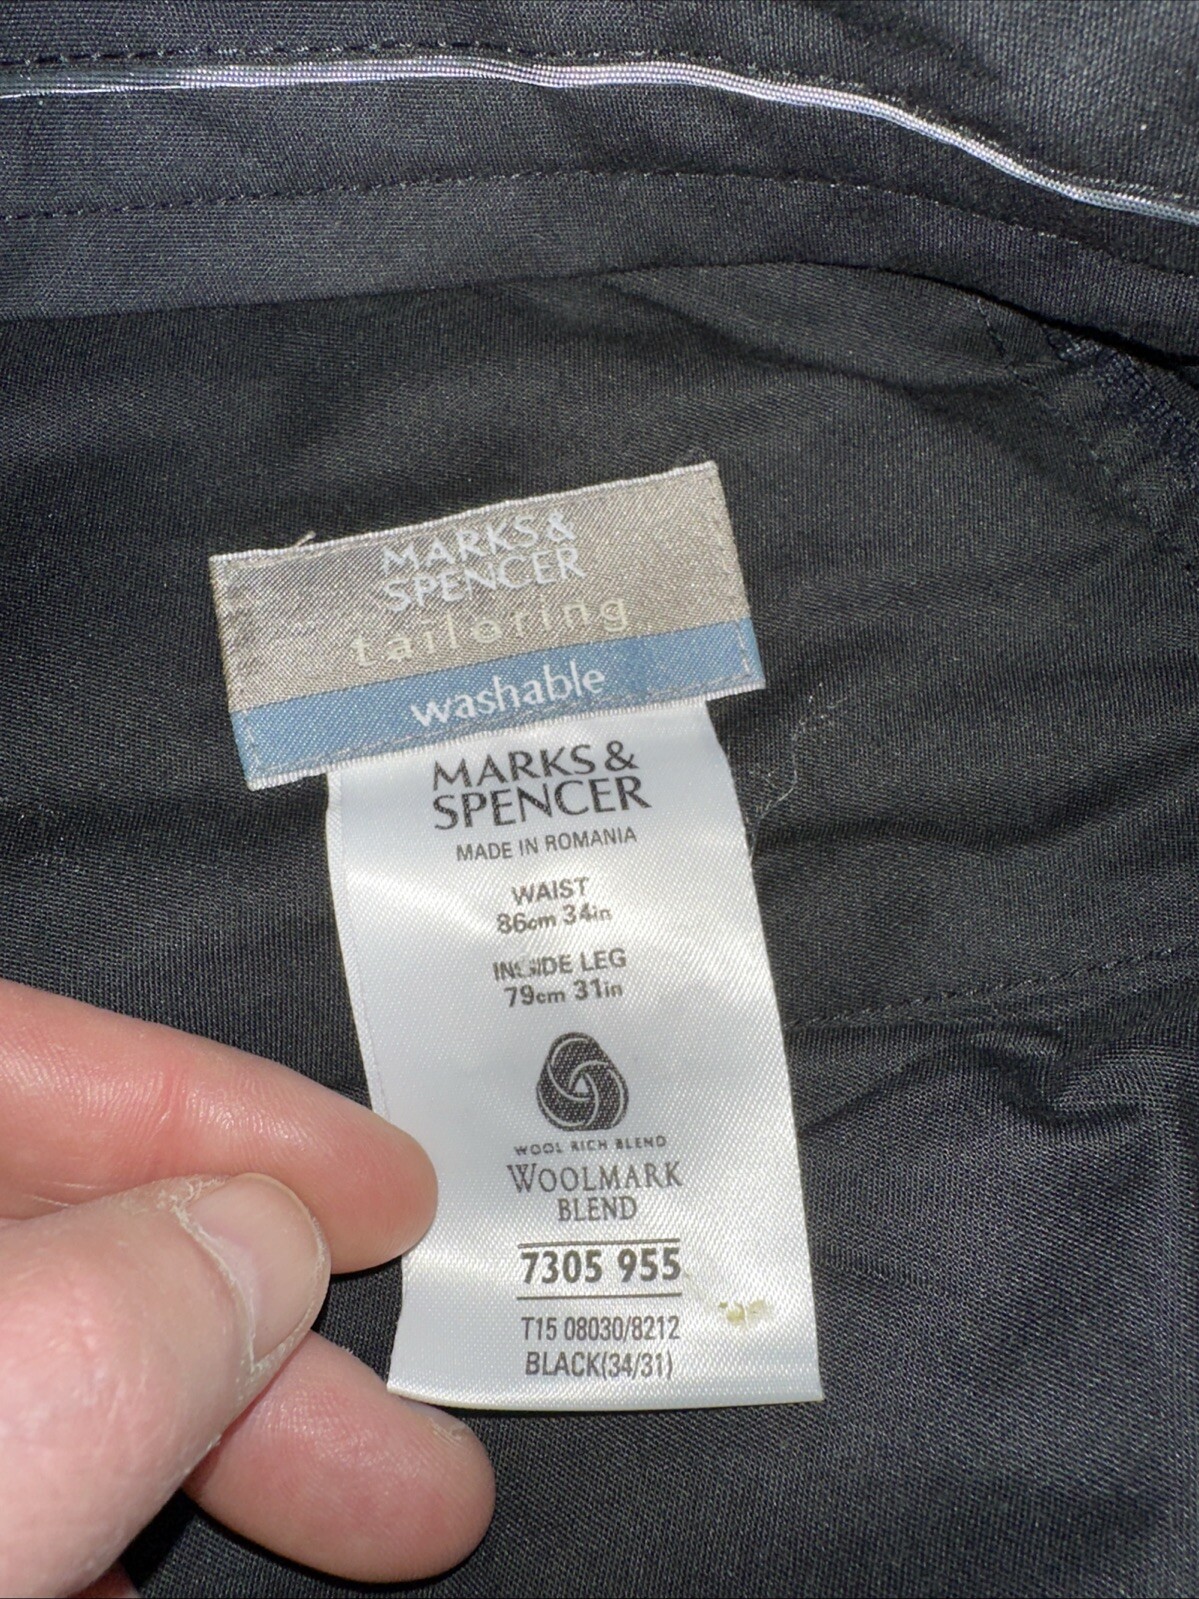 MARKS &
SPENCER
tailoring
washable
MARKS &
SPENCER
MADE IN ROMANIA
WAIST
86cm 34in
INSIDE LEG
79cm 31in
WOOL RICH BLEND
WOOLMARK
BLEND
7305 955
T15 08030/8212
BLACK(34/31)